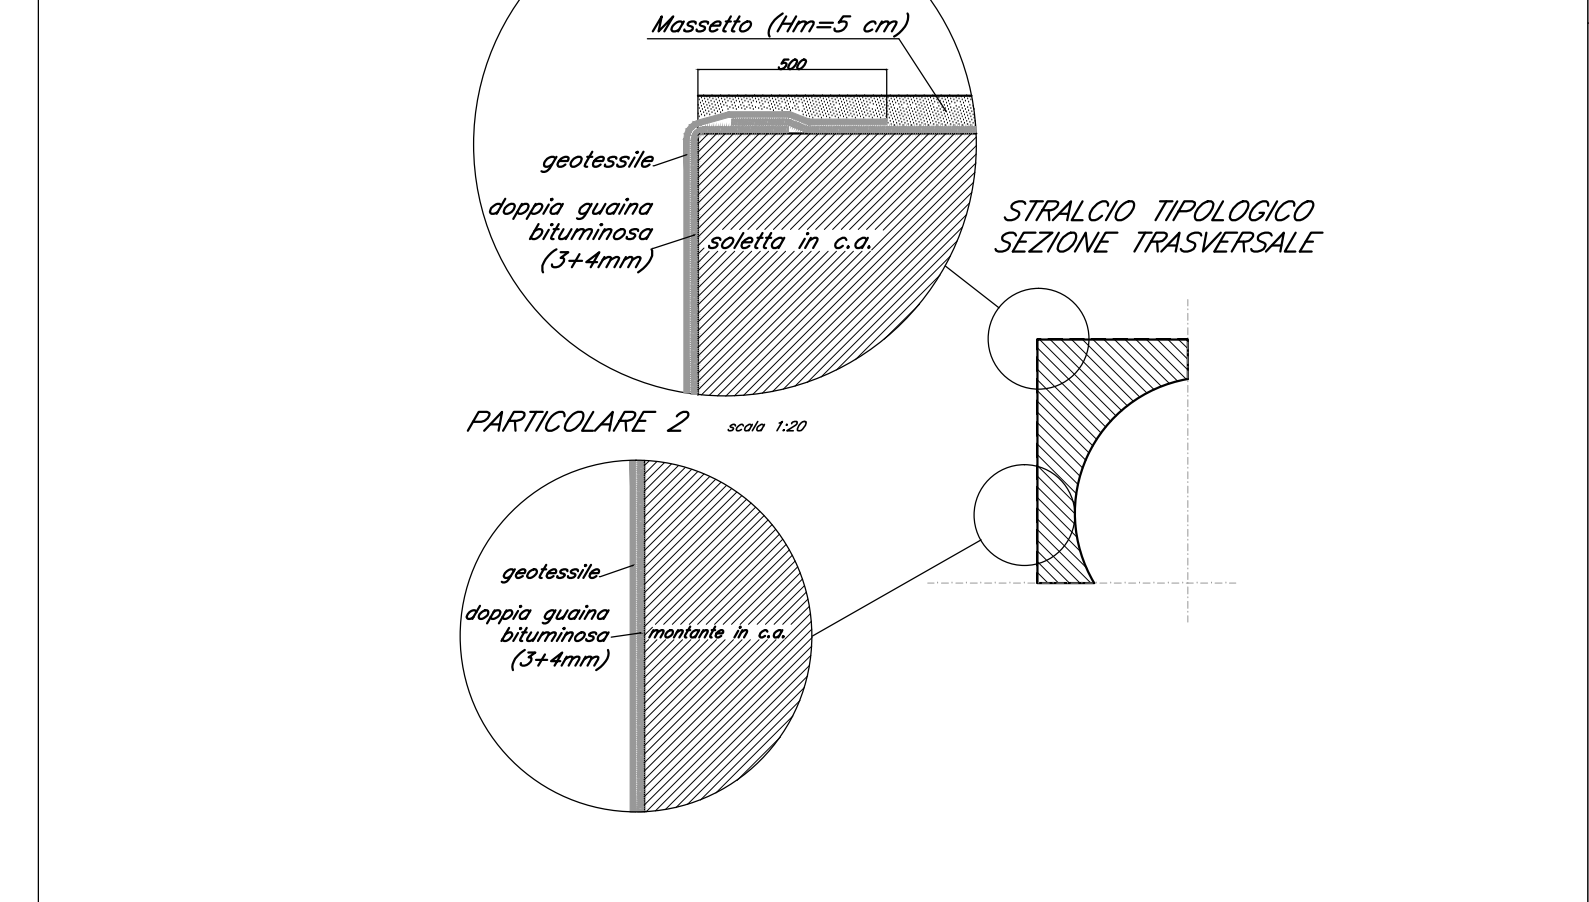 Massetto (Hm=5 cm)
500
geotessile
doppia guaina
bituminosa
(3+4mm)
soletta in c.a.
STRALCIO TIPOLOGICO
SEZIONE TRASVERSALE
PARTICOLARE 2 scala 1:20
geotessile
doppia guaina
bituminosa
(3+4mm)
montante in c.a.